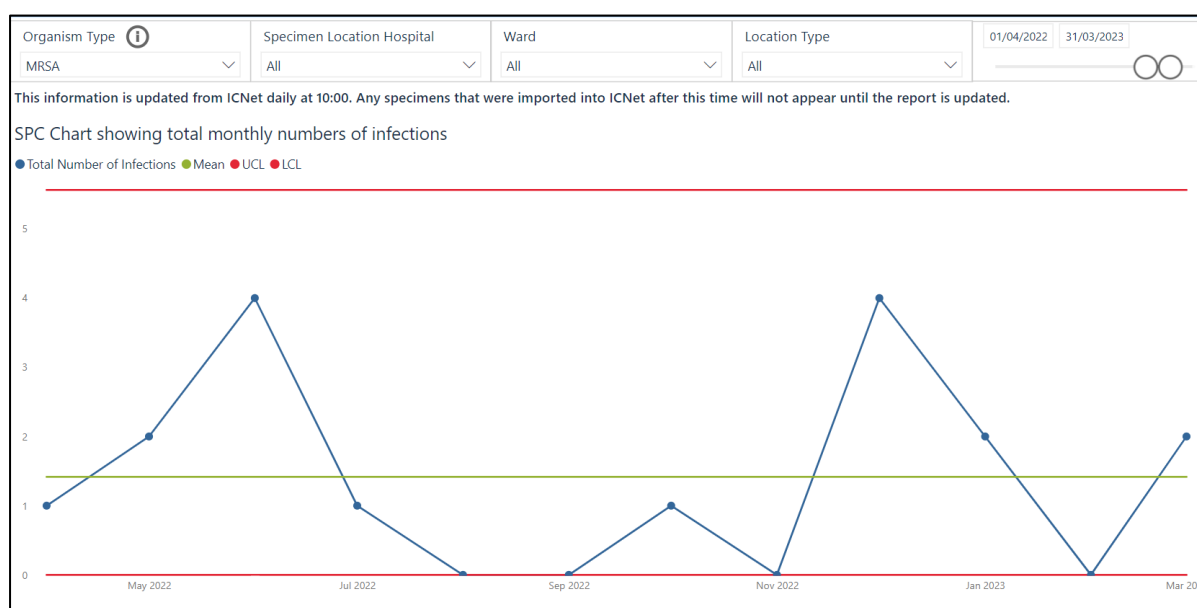 Organism Type
Specimen Location Hospital
Ward
Location Type
01/04/2022 31/03/2023
MRSA
All
All
All
This information is updated from ICNet daily at 10:00. Any specimens that were imported into ICNet after this time will not appear until the report is updated.
SPC Chart showing total monthly numbers of infections
Total Number of Infections Mean UCL LCL
5
4
3
2
1
0
May 2022 Jul 2022 Sep 2022 Nov 2022 Jan 2023 Mar 20